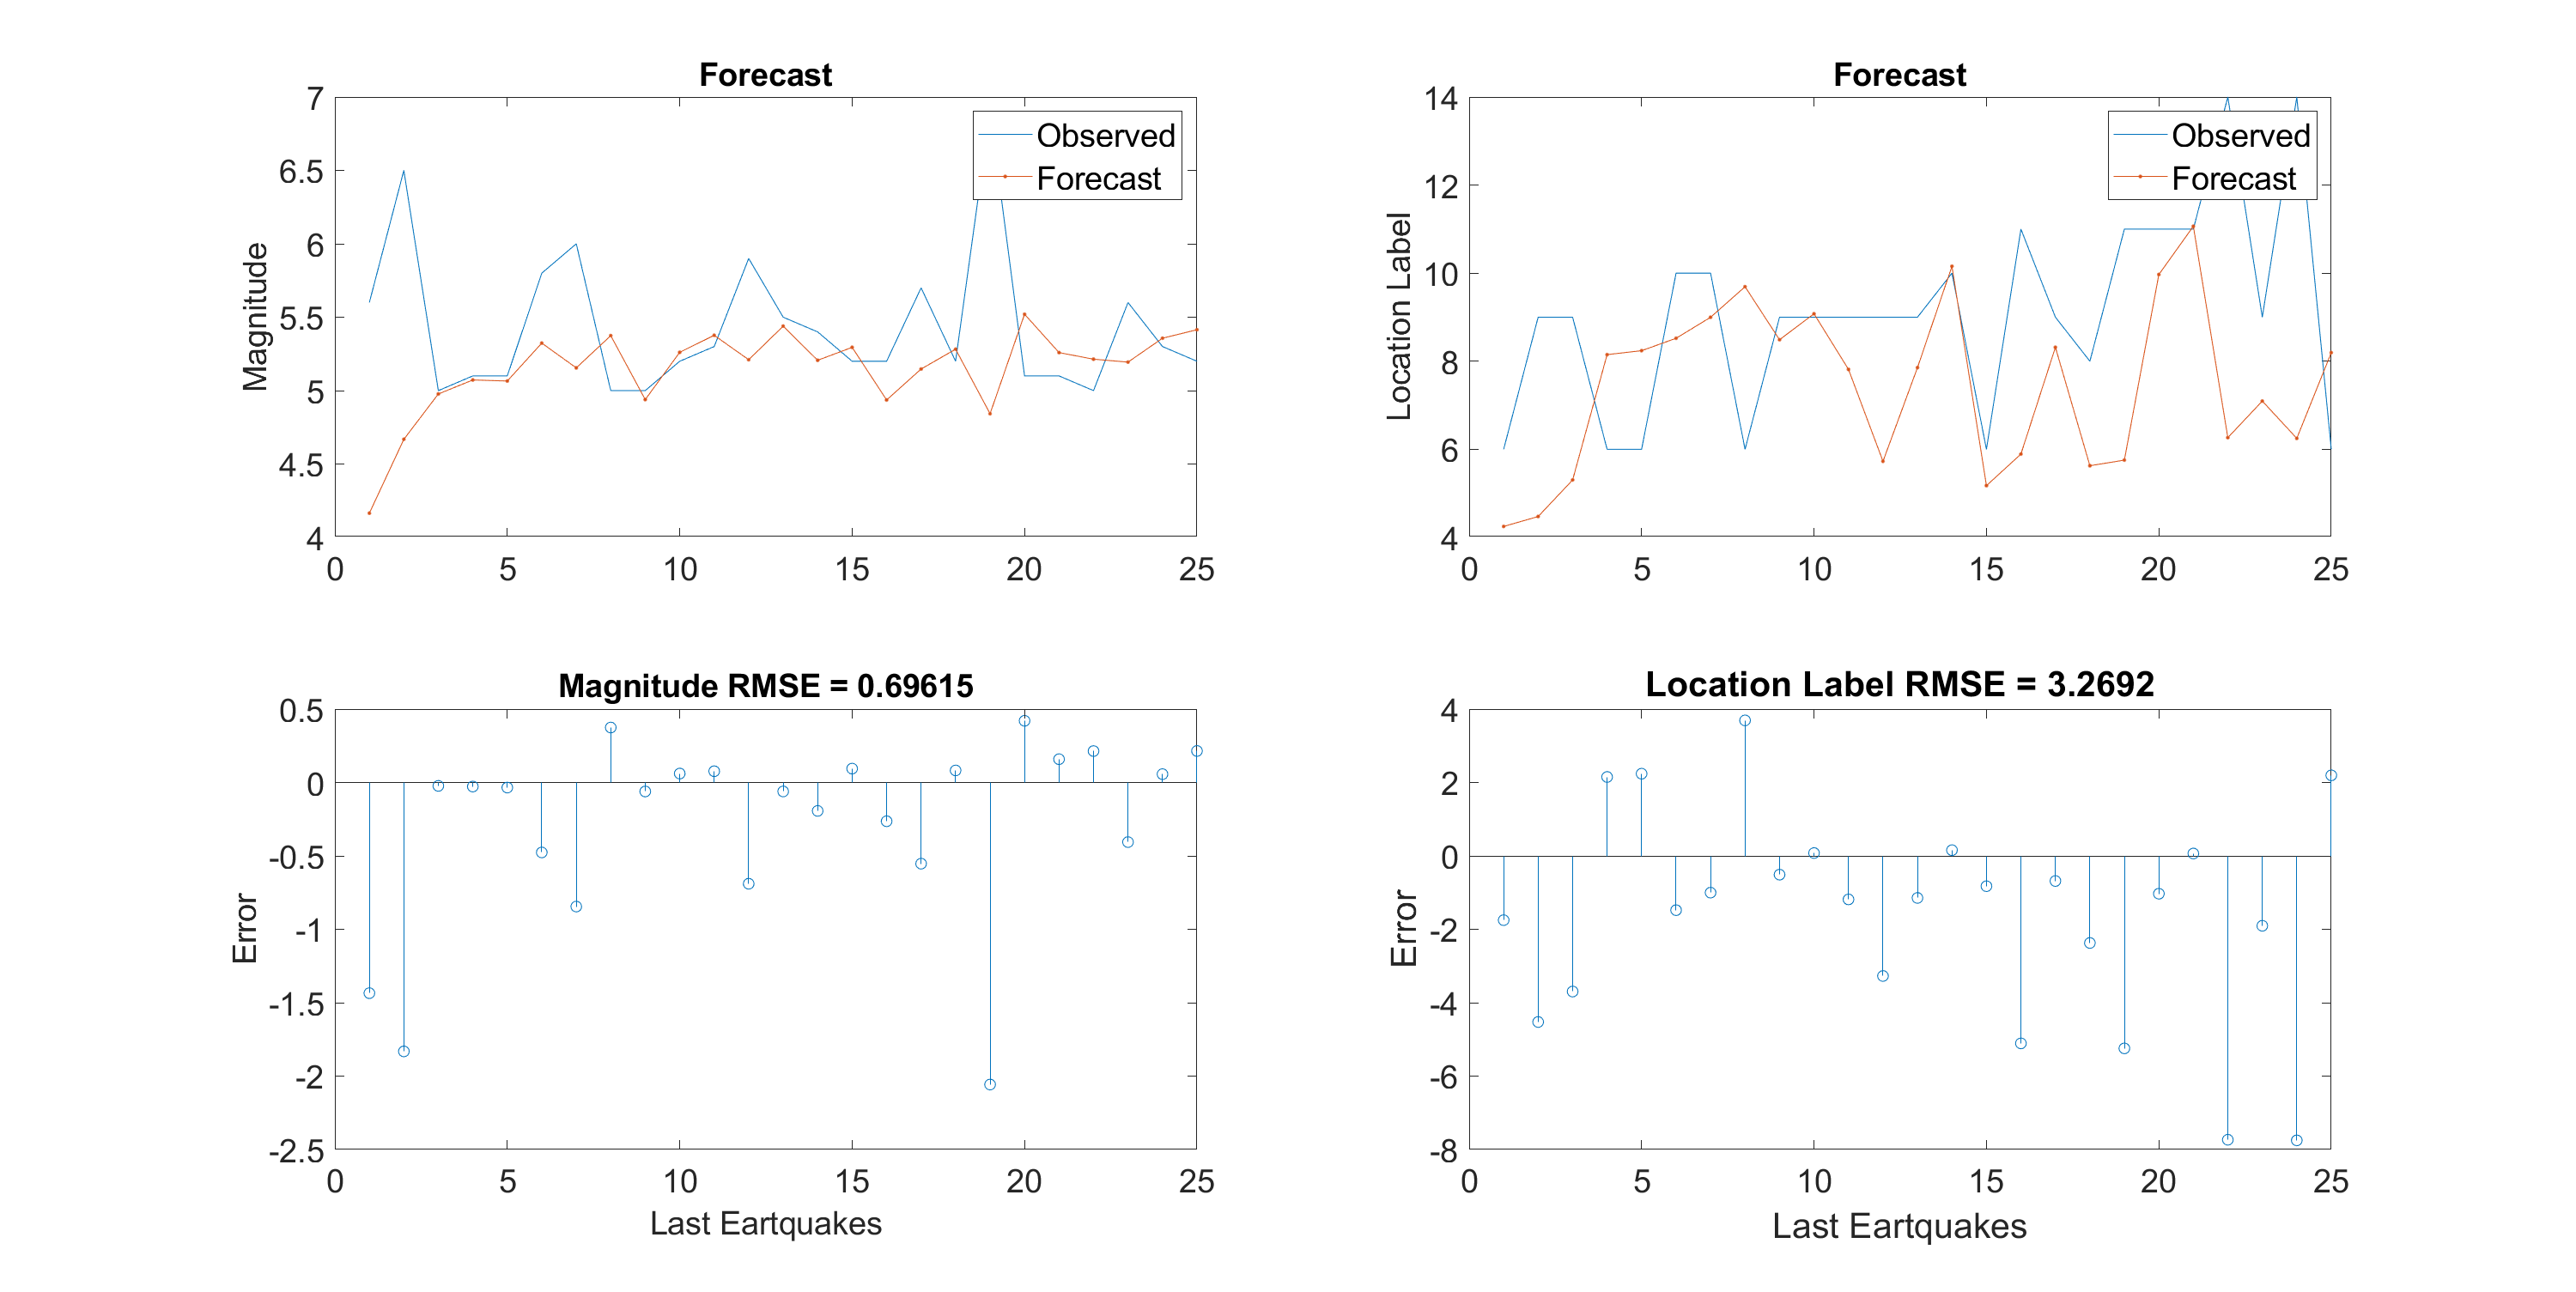 Forecast
7
6.5
6
5.5
5
4.5
4
Magnitude
Observed
Forecast
0 5 10 15 20 25
Forecast
14
12
10
8
6
4
Location Label
Observed
Forecast
0 5 10 15 20 25
Magnitude RMSE = 0.69615
0.5
0
-0.5
-1
-1.5
-2
-2.5
Error
0 5 10 15 20 25
Last Eartquakes
Location Label RMSE = 3.2692
4
2
0
-2
-4
-6
-8
Error
0 5 10 15 20 25
Last Eartquakes